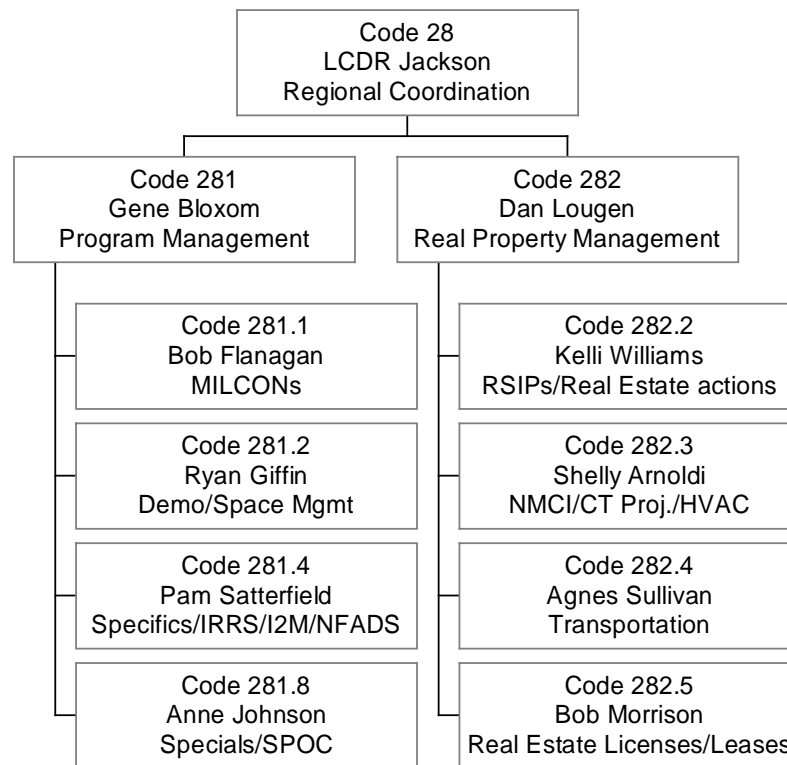 Code 28
LCDR Jackson
Regional Coordination
Code 281
Gene Bloxom
Program Management
Code 282
Dan Lougen
Real Property Management
Code 281.1
Bob Flanagan
MILCONs
Code 281.2
Ryan Giffin
Demo/Space Mgmt
Code 281.4
Pam Satterfield
Specifics/IRRS/I2M/NFADS
Code 281.8
Anne Johnson
Specials/SPOC
Code 282.2
Kelli Williams
RSIPs/Real Estate actions
Code 282.3
Shelly Arnoldi
NMCI/CT Proj./HVAC
Code 282.4
Agnes Sullivan
Transportation
Code 282.5
Bob Morrison
Real Estate Licenses/Leases